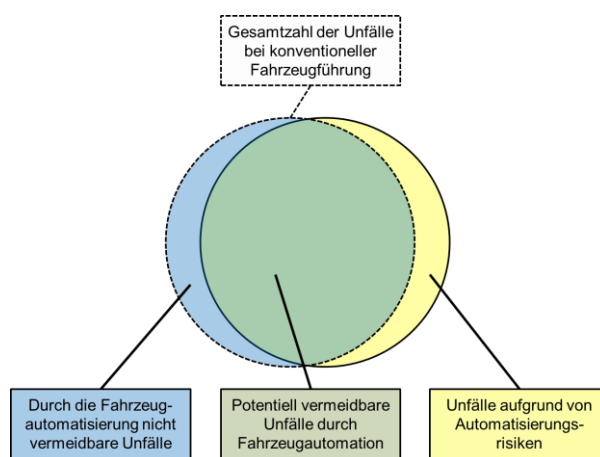 Gesamtzahl der Unfälle
bei konventioneller
Fahrzeugführung
Durch die Fahrzeug-
automatisierung nicht
vermeidbare Unfälle
Potentiell vermeidbare
Unfälle durch
Fahrzeugautomation
Unfälle aufgrund von
Automatisierungs-
risiken